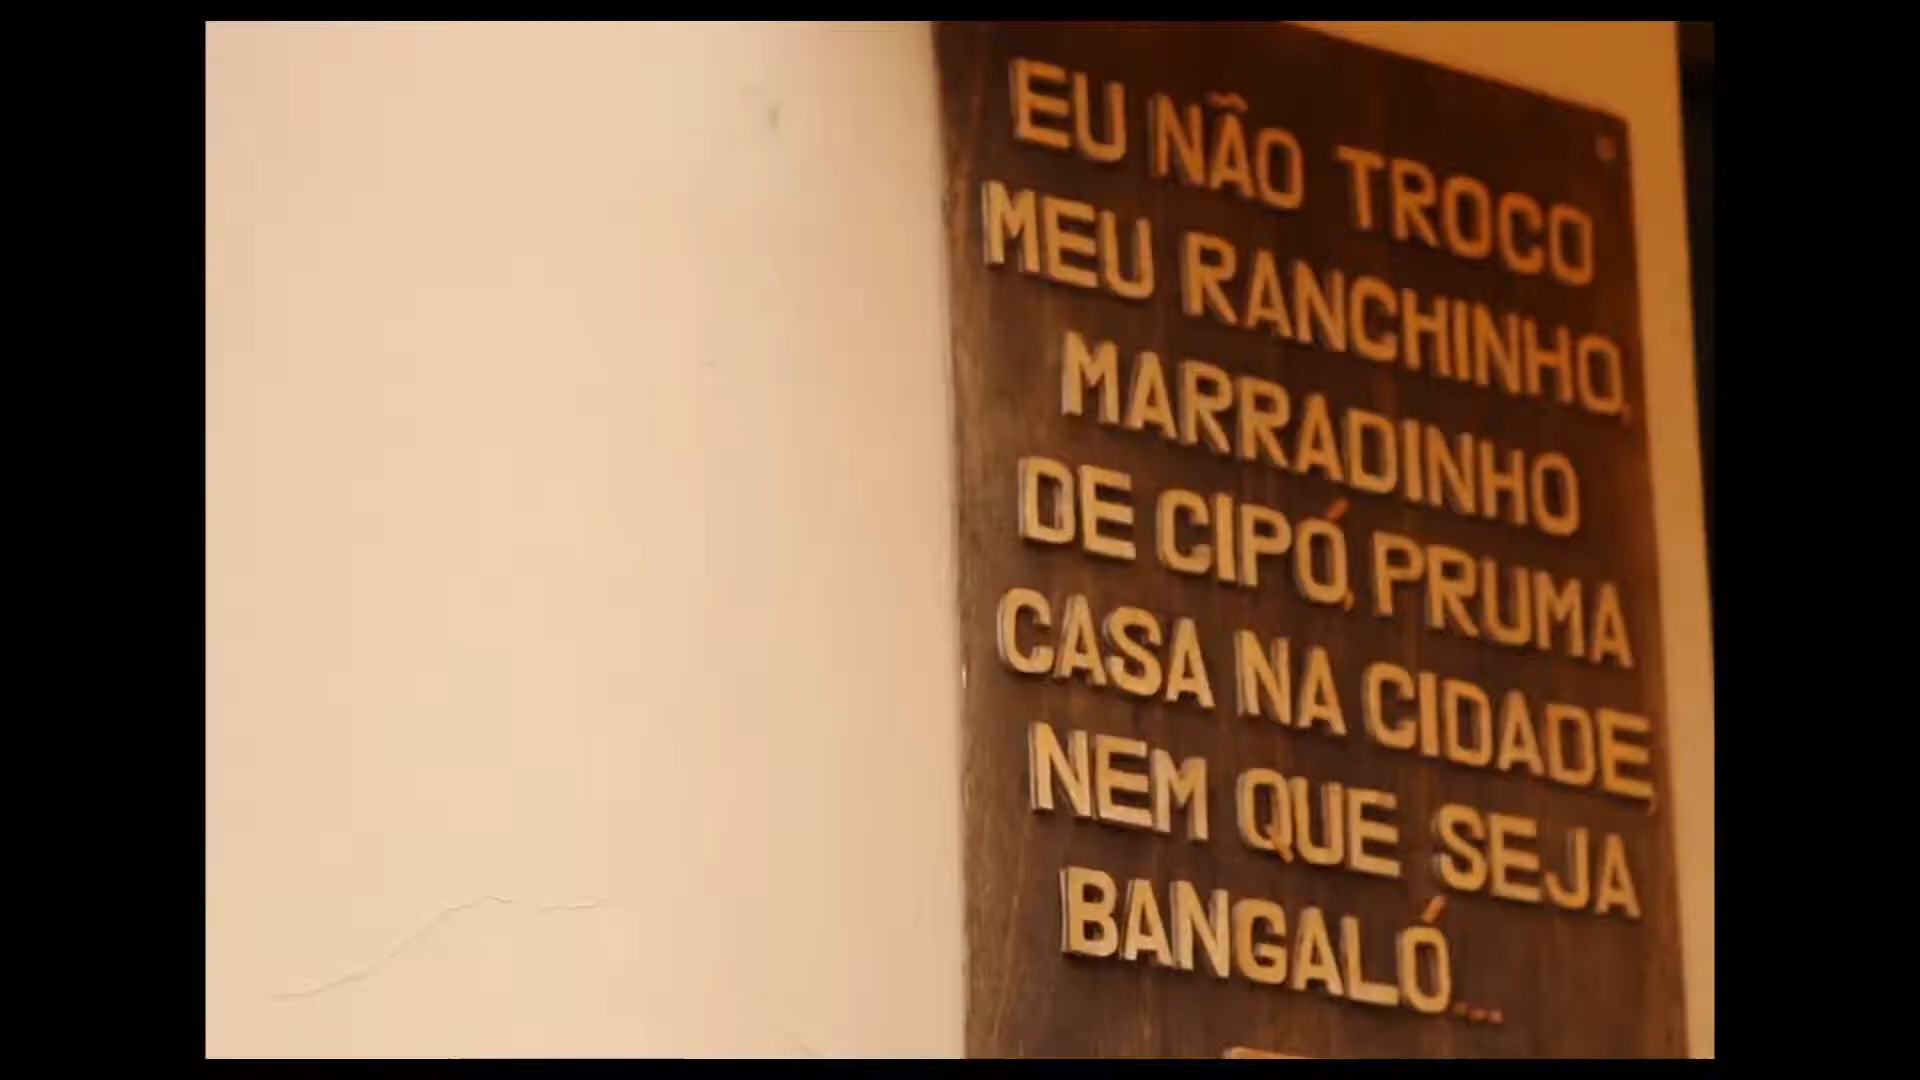 EU NÃO TROCO
MEU RANCHINHO,
MARRADINHO
DE CIPÓ, PRUMA
CASA NA CIDADE,
NEM QUE SEJA
BANGALÓ...